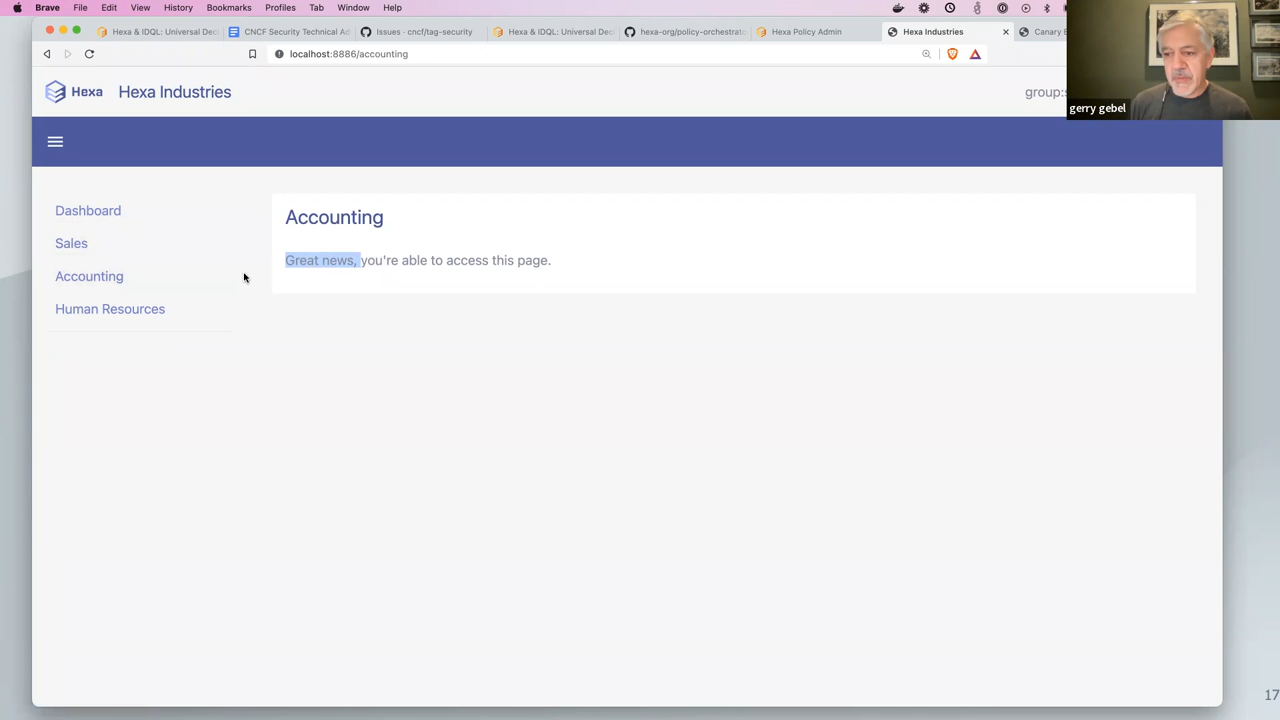 Brave File Edit View History Bookmarks Profiles Tab Window Help
Hexa & IDQL: Universal Dec
CNCF Security Technical Ad
Issues · cncf/tag-security
Hexa & IDQL: Universal Dec
hexa-org/policy-orchestrato
Hexa Policy Admin
Hexa Industries
Canary
localhost:8886/accounting
Hexa
Hexa Industries
group:s
gerry gebel
Dashboard
Sales
Accounting
Human Resources
Accounting
Great news, you're able to access this page.
17